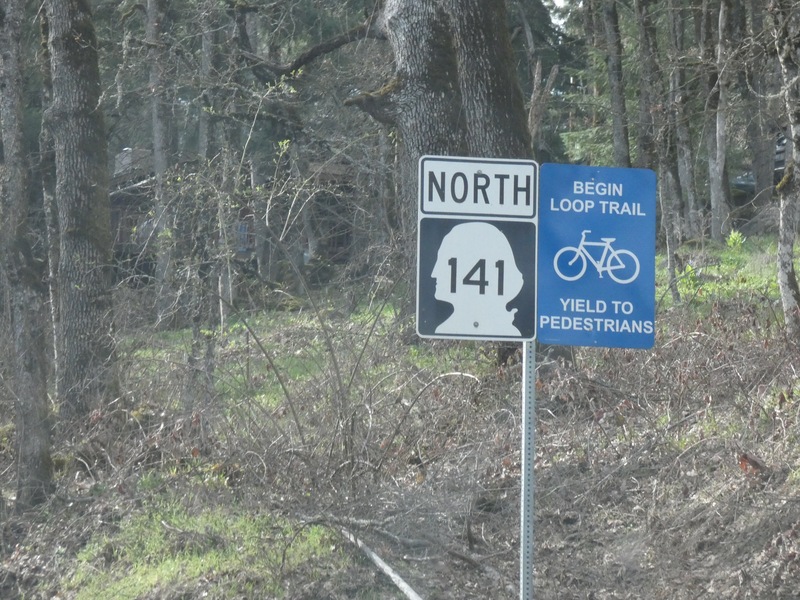 NORTH
141
BEGIN
LOOP TRAIL
YIELD TO
PEDESTRIANS